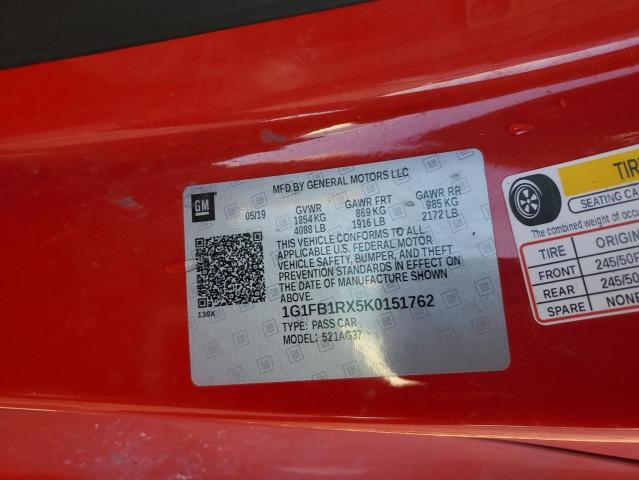 MFD BY GENERAL MOTORS LLC
GM
05/19 GVWR GAWR FRT GAWR RR
1854 KG 869 KG 985 KG
4088 LB 1916 LB 2172 LB
THIS VEHICLE CONFORMS TO ALL
APPLICABLE U.S. FEDERAL MOTOR
VEHICLE SAFETY, BUMPER, AND THEFT
PREVENTION STANDARDS IN EFFECT ON
THE DATE OF MANUFACTURE SHOWN
ABOVE.
130X
1G1FB1RX5K0151762
TYPE: PASS CAR
MODEL: 521AG37
TIR
SEATING CA
The combined weight of occu
TIRE ORIGIN
FRONT 245/50
REAR 245/50
SPARE NONE